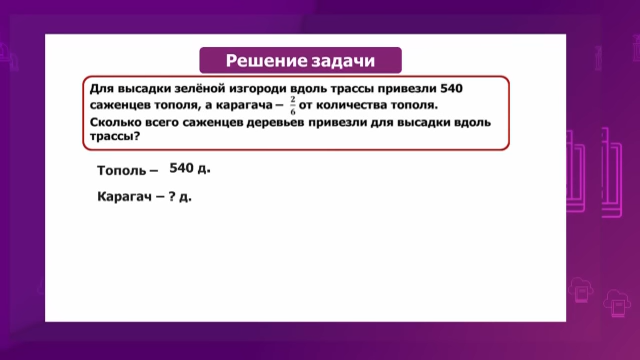 Решение задачи
Для высадки зелёной изгороди вдоль трассы привезли 540
саженцев тополя, а карагача – 2/6 от количества тополя.
Сколько всего саженцев деревьев привезли для высадки вдоль
трассы?
Тополь – 540 д.
Карагач – ? д.